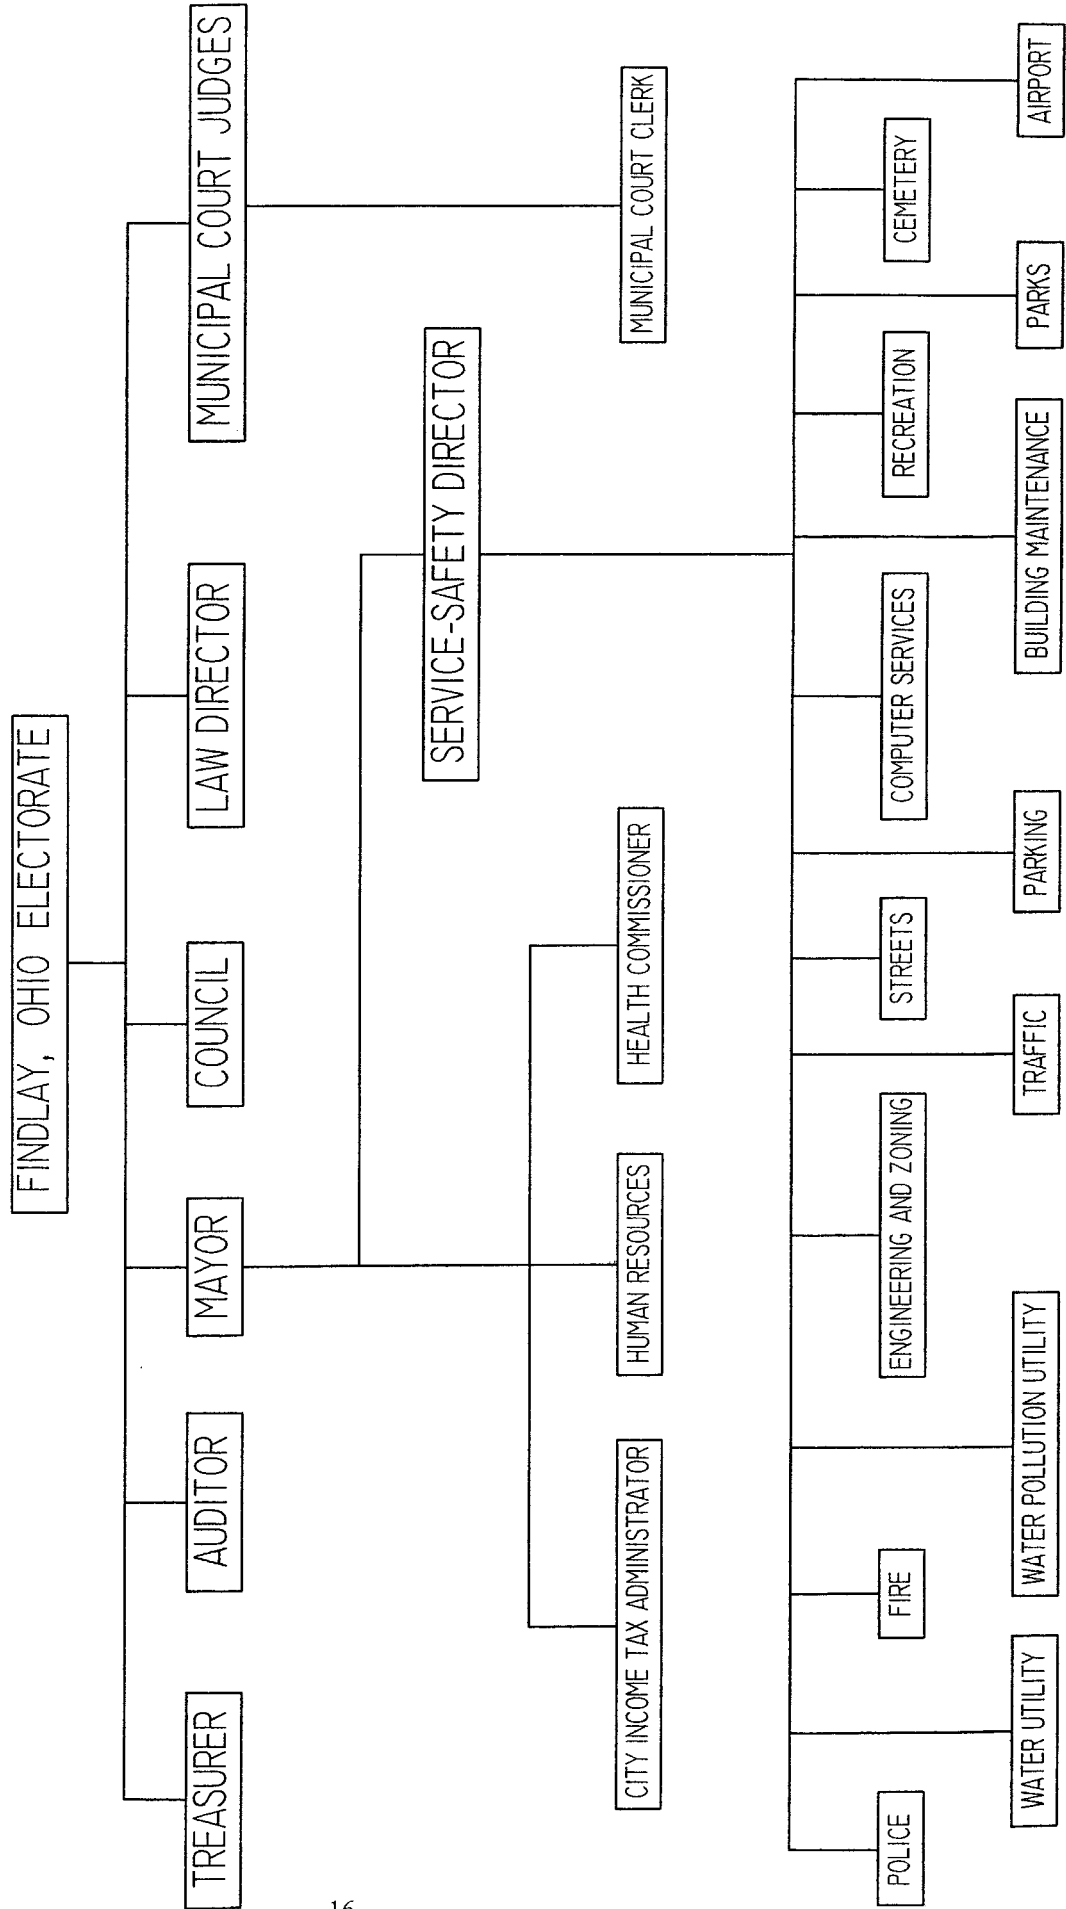 FINDLAY, OHIO ELECTORATE
TREASURER
AUDITOR
MAYOR
COUNCIL
LAW DIRECTOR
MUNICIPAL COURT JUDGES
SERVICE-SAFETY DIRECTOR
CITY INCOME TAX ADMINISTRATOR
HUMAN RESOURCES
HEALTH COMMISSIONER
MUNICIPAL COURT CLERK
POLICE
FIRE
ENGINEERING AND ZONING
STREETS
COMPUTER SERVICES
RECREATION
CEMETERY
WATER UTILITY
WATER POLLUTION UTILITY
TRAFFIC
PARKING
BUILDING MAINTENANCE
PARKS
AIRPORT
16